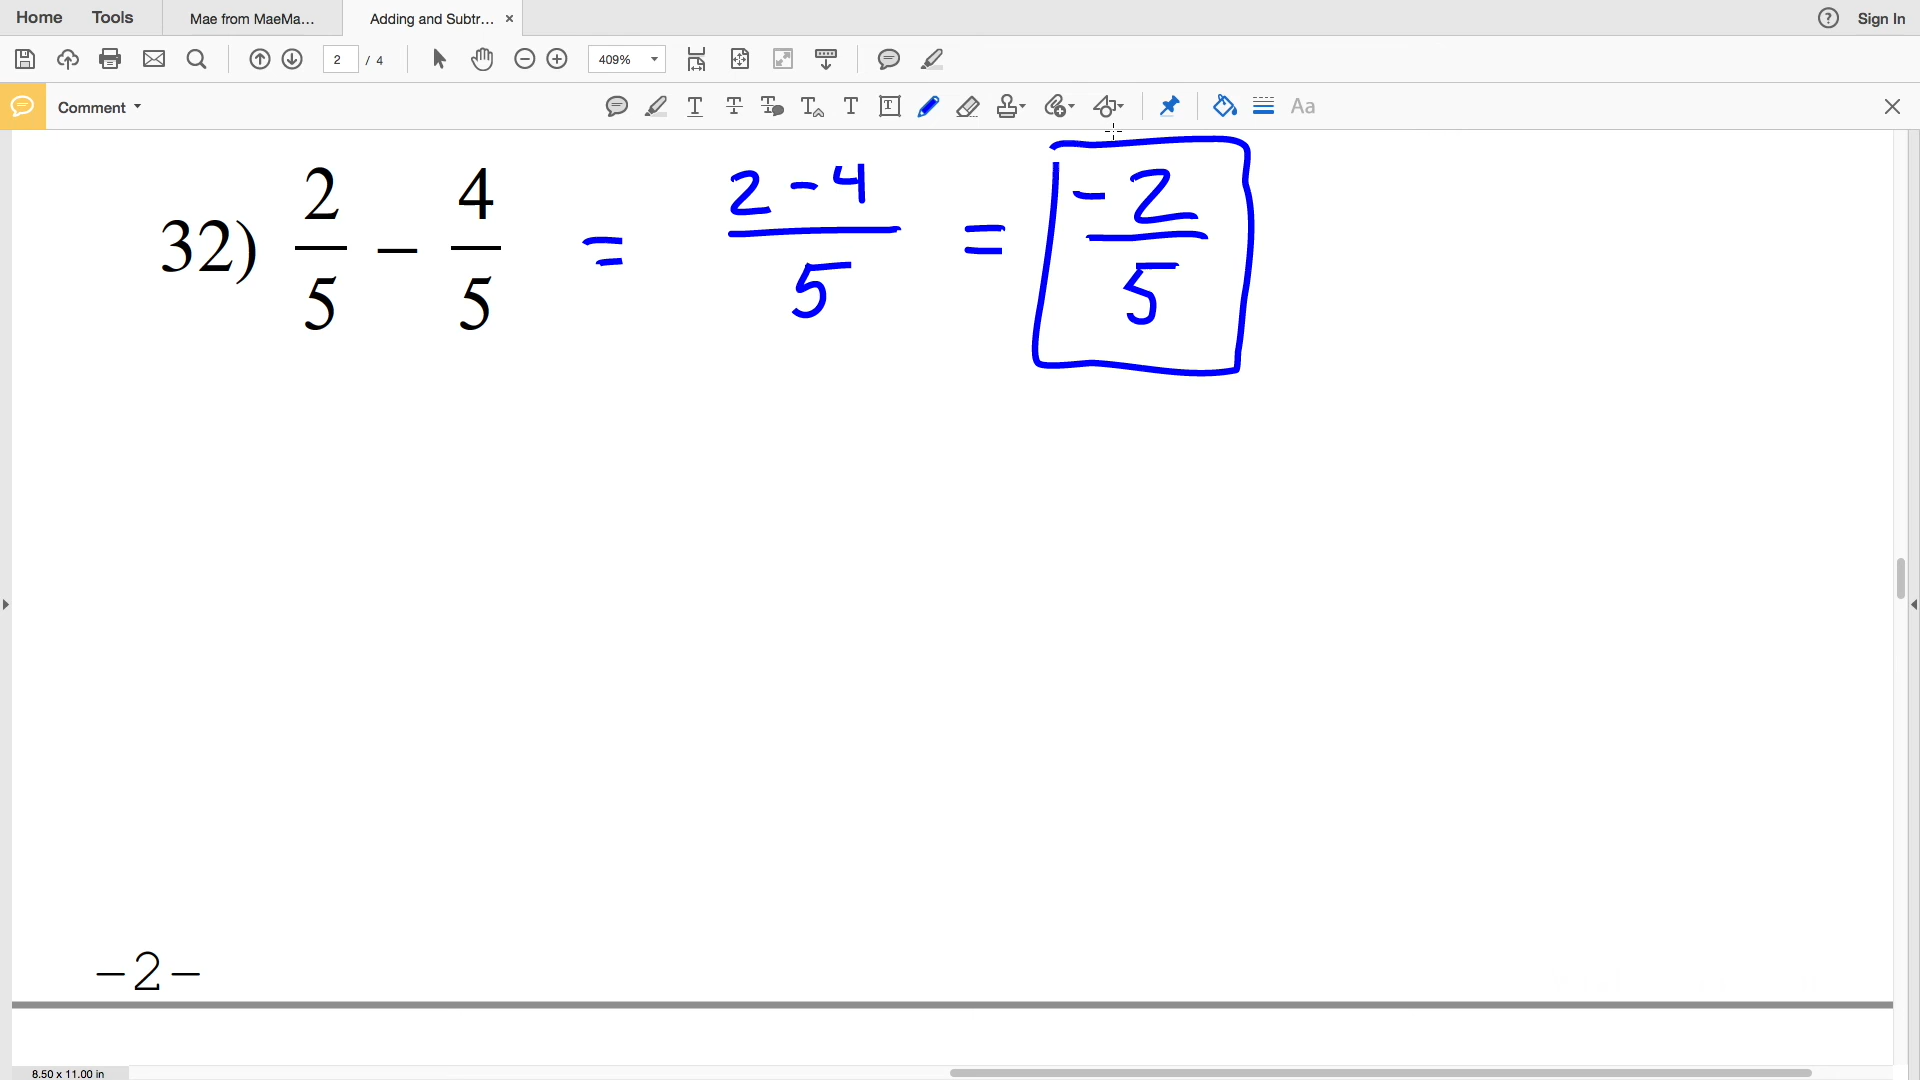 Home Tools Mae from MaeMa... Adding and Subtr... × ? Sign In
2 / 4 409%
Comment T T T T T T Aa
32) 2/5 − 4/5 = 2 - 4/5 = -2/5
-2-
8.50 x 11.00 in